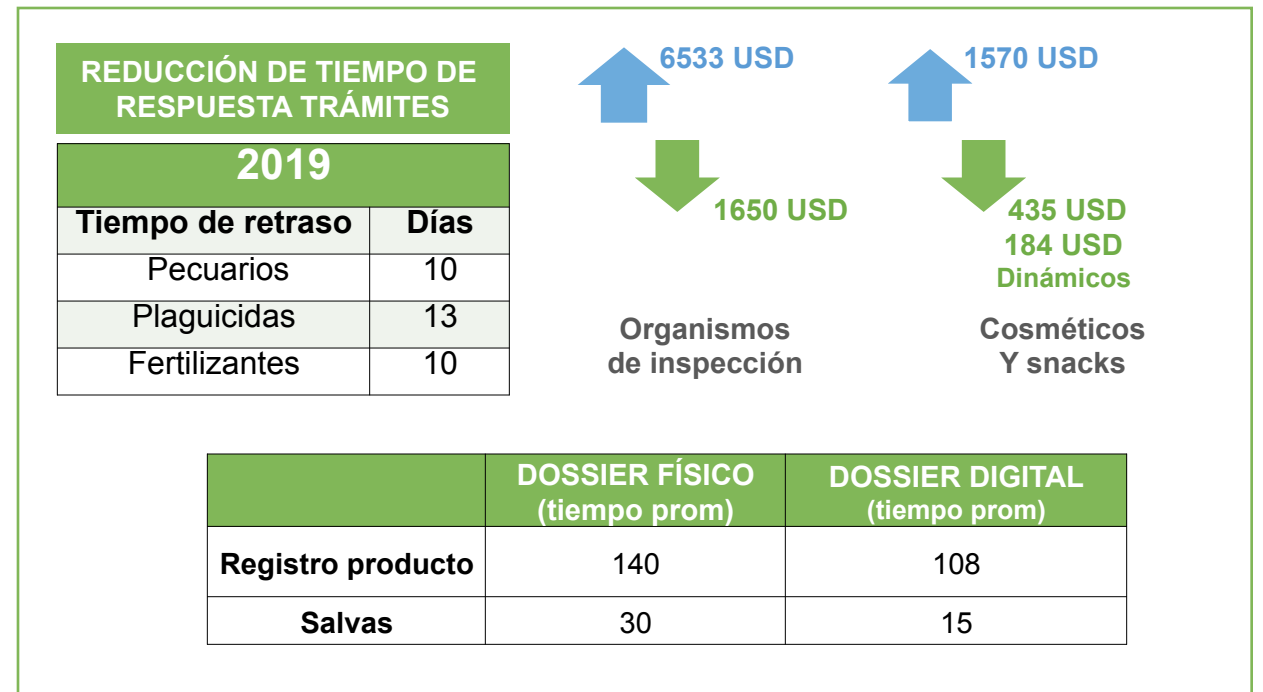 REDUCCIÓN DE TIEMPO DE
RESPUESTA TRÁMITES
2019
Tiempo de retraso Días
Pecuarios 10
Plaguicidas 13
Fertilizantes 10
6533 USD
1650 USD
Organismos
de inspección
1570 USD
435 USD
184 USD
Dinámicos
Cosméticos
Y snacks
DOSSIER FÍSICO
(tiempo prom)
DOSSIER DIGITAL
(tiempo prom)
Registro producto 140 108
Salvas 30 15